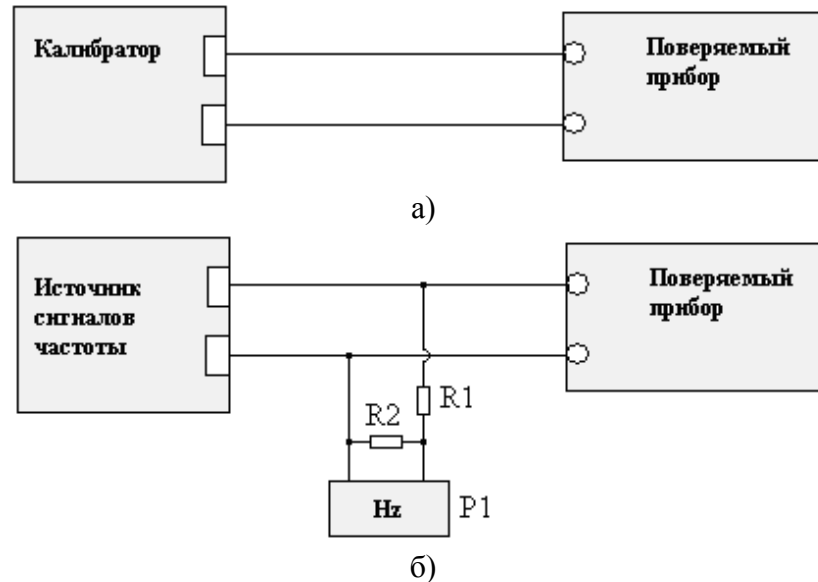 Калибратор
Поверяемый
прибор
а)
Источник
сигналов
частоты
Поверяемый
прибор
R1
R2
Hz
P1
б)